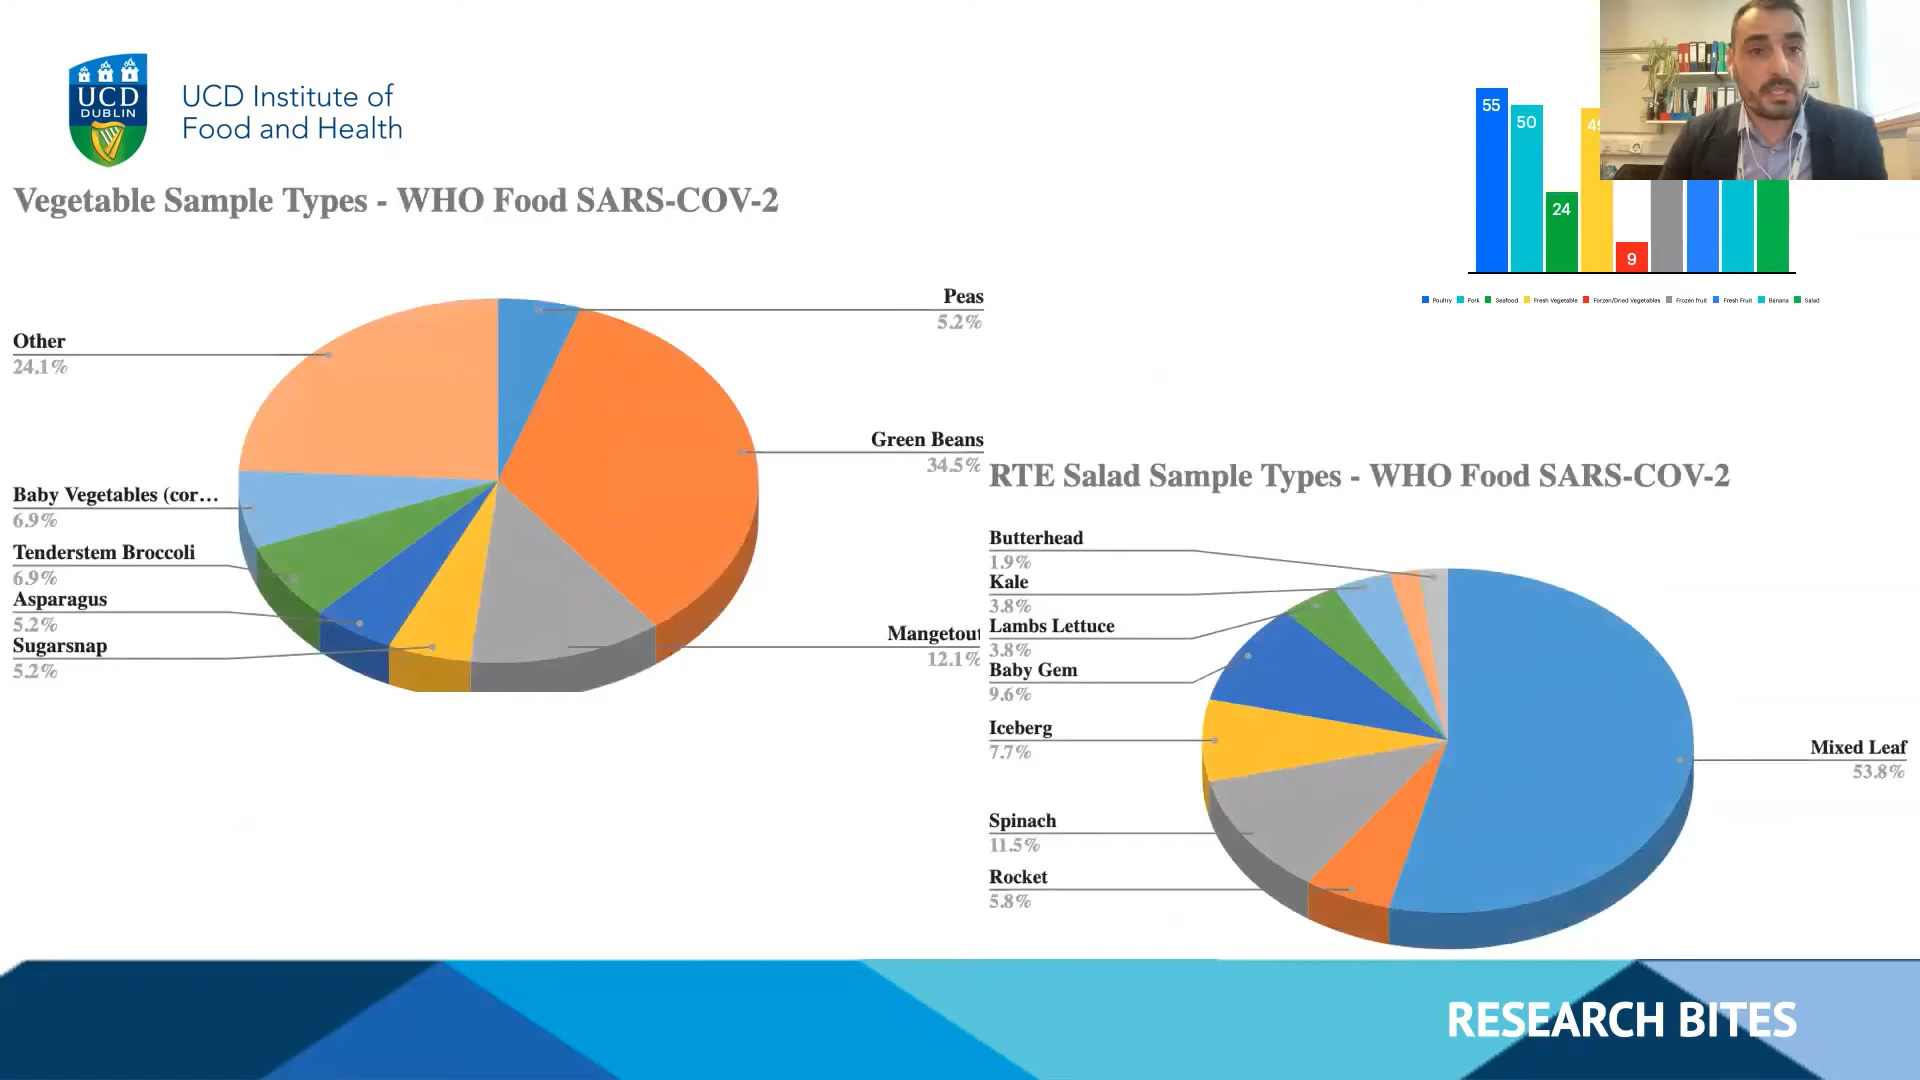 UCD
DUBLIN
UCD Institute of
Food and Health
Vegetable Sample Types - WHO Food SARS-COV-2
Peas
5.2%
Other
24.1%
Green Beans
34.5%
Baby Vegetables (cor…
6.9%
Tenderstem Broccoli
6.9%
Asparagus
5.2%
Sugarsnap
5.2%
Mangetout
12.1%
55
50
24
9
Poultry Pork Seafood Fresh Vegetable Forzen/Dried Vegetables Frozen fruit Fresh Fruit Banana Salad
RTE Salad Sample Types - WHO Food SARS-COV-2
Butterhead
1.9%
Kale
3.8%
Lambs Lettuce
3.8%
Baby Gem
9.6%
Iceberg
7.7%
Mixed Leaf
53.8%
Spinach
11.5%
Rocket
5.8%
RESEARCH BITES